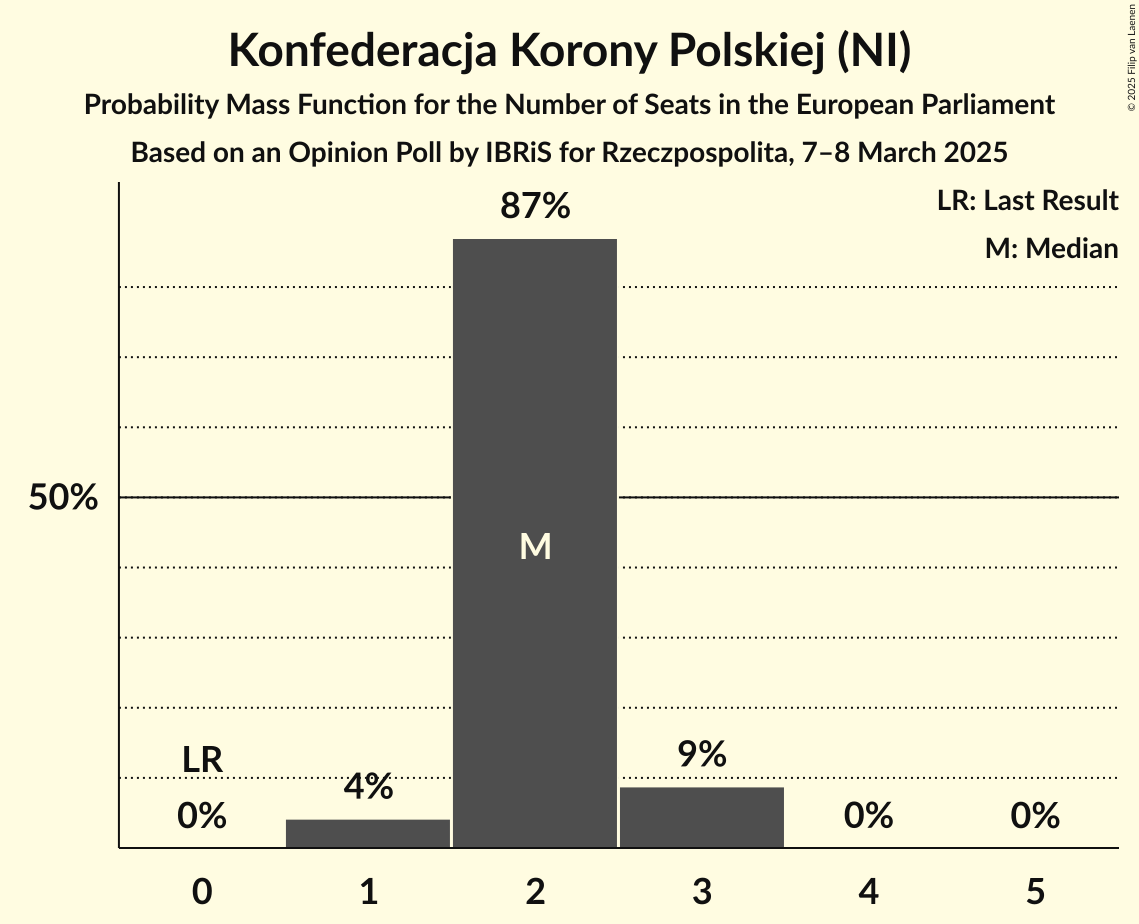 Konfederacja Korony Polskiej (NI)
Probability Mass Function for the Number of Seats in the European Parliament
Based on an Opinion Poll by IBRiS for Rzeczpospolita, 7–8 March 2025
© 2025 Filip van Laenen
LR: Last Result
M: Median
87%
50%
M
LR
0%
4%
9%
0%
0%
0 1 2 3 4 5